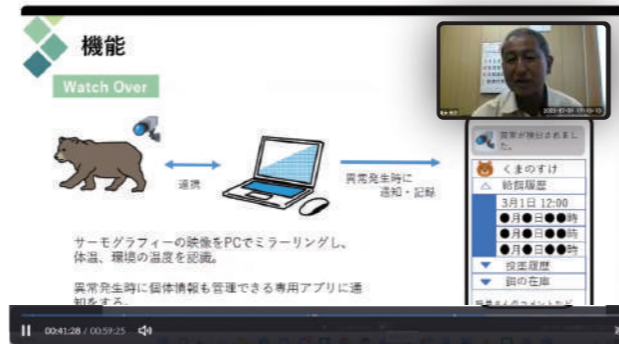 機能
Watch Over
連携
異常発生時に
通知・記録
サーモグラフィーの映像をPCでミラーリングし、
体温、環境の温度を認識。
異常発生時に個体情報も管理できる専用アプリに通
知をする。
異常が検出されまし
た。
くまのすけ
給餌履歴
3月1日 12:00
●月●日●●時
●月●日●●時
●月●日●●時
投薬履歴
餌の在庫
00:41:28 / 00:59:25